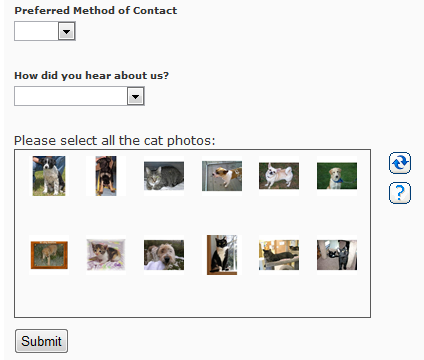 Preferred Method of Contact
How did you hear about us?
Please select all the cat photos:
?
Submit